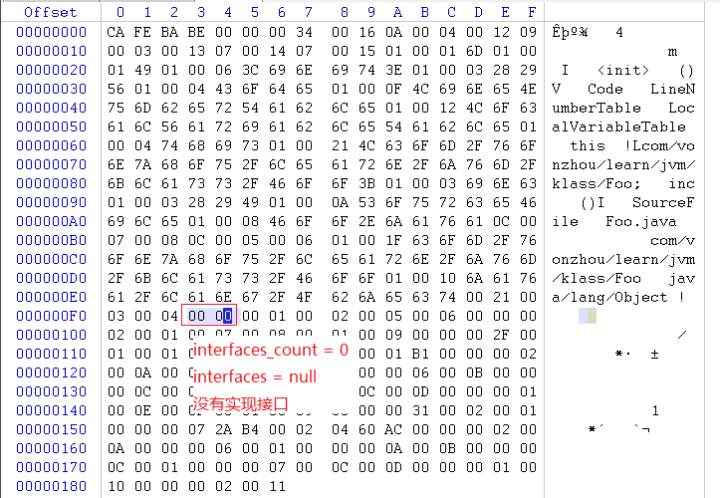 Offset 0 1 2 3 4 5 6 7 8 9 A B C D E F
00000000 CA FE BA BE 00 00 00 34 00 16 0A 00 04 00 12 09 Êþº¾ 4
00000010 00 03 00 13 07 00 14 07 00 15 01 00 01 6D 01 00 m
00000020 01 49 01 00 06 3C 69 6E 69 74 3E 01 00 03 28 29 I <init> ()
00000030 56 01 00 04 43 6F 64 65 01 00 0F 4C 69 6E 65 4E V Code LineN
00000040 75 6D 62 65 72 54 61 62 6C 65 01 00 12 4C 6F 63 umberTable Loc
00000050 61 6C 56 61 72 69 61 62 6C 65 54 61 62 6C 65 01 alVariableTable
00000060 00 04 74 68 69 73 01 00 21 4C 63 6F 6D 2F 76 6F this !Lcom/vo
00000070 6E 7A 68 6F 75 2F 6C 65 61 72 6E 2F 6A 76 6D 2F nzhou/learn/jvm/
00000080 6B 6C 61 73 73 2F 46 6F 6F 3B 01 00 03 69 6E 63 klass/Foo; inc
00000090 01 00 03 28 29 49 01 00 0A 53 6F 75 72 63 65 46 ()I SourceF
000000A0 69 6C 65 01 00 08 46 6F 6F 2E 6A 61 76 61 0C 00 ile Foo.java
000000B0 07 00 08 0C 00 05 00 06 01 00 1F 63 6F 6D 2F 76 com/v
000000C0 6F 6E 7A 68 6F 75 2F 6C 65 61 72 6E 2F 6A 76 6D onzhou/learn/jvm
000000D0 2F 6B 6C 61 73 73 2F 46 6F 6F 01 00 10 6A 61 76 /klass/Foo jav
000000E0 61 2F 6C 61 6E 67 2F 4F 62 6A 65 63 74 00 21 00 a/lang/Object !
000000F0 03 00 04 00 00 00 01 00 02 00 05 00 06 00 00 00
00000100 02 00 01 00 07 00 08 00 01 00 09 00 00 00 2F 00 /
00000110 01 00 01 00 01 B1 00 00 00 02 *· ±
interfaces_count = 0
00000120 00 0A 00 00 06 00 0B 00 00 00
interfaces = null
00000130 00 0C 00 0C 00 0D 00 00 00 01
没有实现接口
00000140 00 0E 00 00 31 00 02 00 01 1
00000150 00 00 00 07 2A B4 00 02 04 60 AC 00 00 00 02 00 *´ `¬
00000160 0A 00 00 00 06 00 01 00 00 00 0A 00 0B 00 00 00
00000170 0C 00 01 00 00 00 07 00 0C 00 0D 00 00 00 01 00
00000180 10 00 00 00 02 00 11